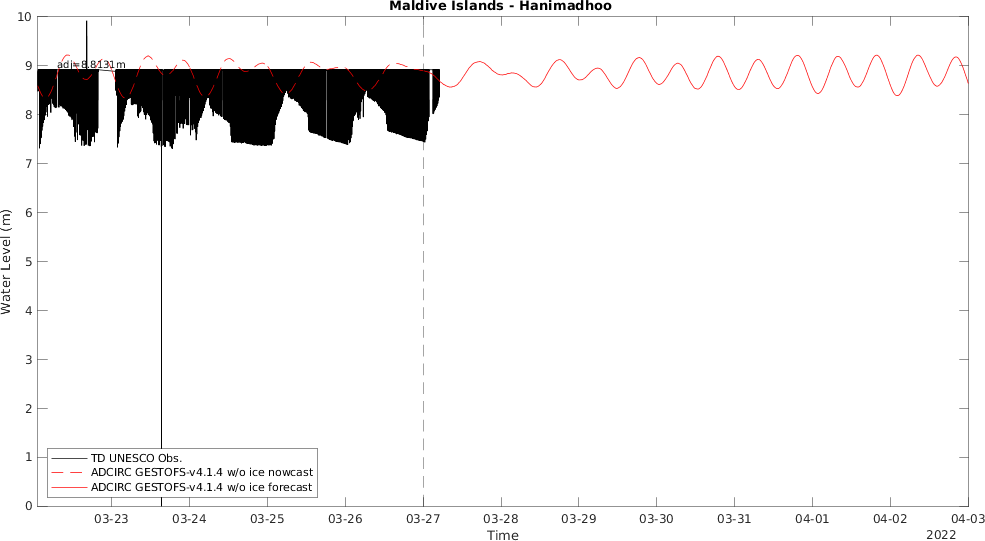 Maldive Islands - Hanimadhoo
Water Level (m)
10
9
8
7
6
5
4
3
2
1
0
adj=8.8131m
TD UNESCO Obs.
ADCIRC GESTOFS-v4.1.4 w/o ice nowcast
ADCIRC GESTOFS-v4.1.4 w/o ice forecast
03-23 03-24 03-25 03-26 03-27 03-28 03-29 03-30 03-31 04-01 04-02 04-03
Time
2022